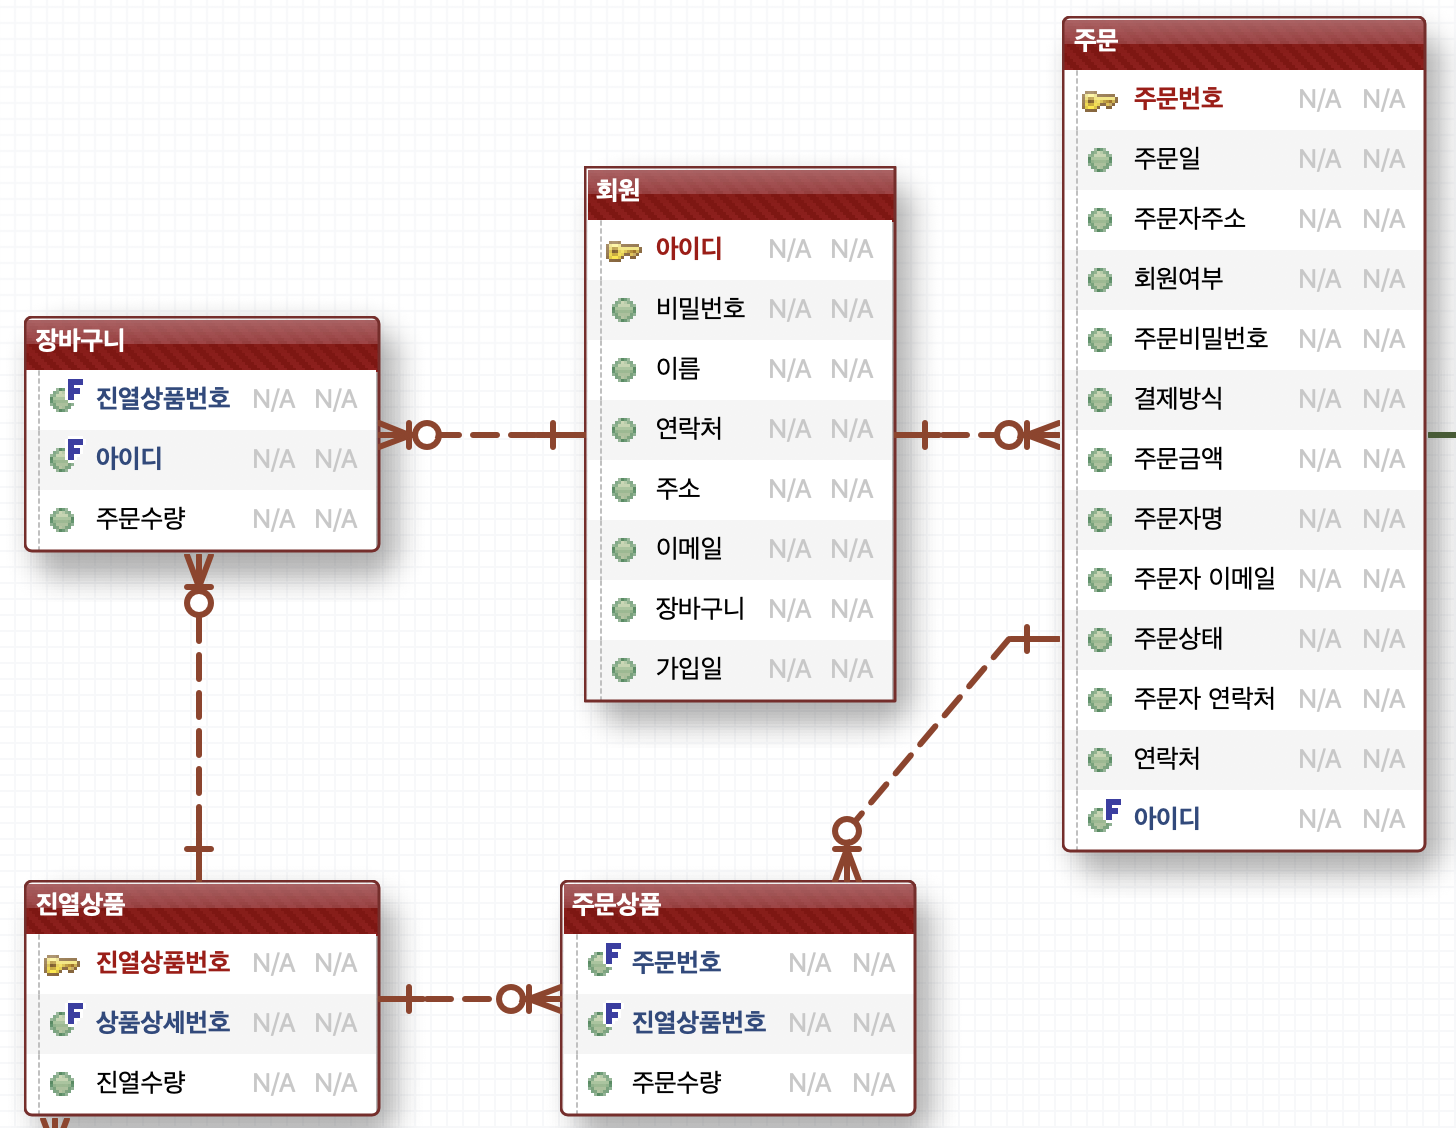 주문
주문번호 N/A N/A
주문일 N/A N/A
주문자주소 N/A N/A
회원여부 N/A N/A
주문비밀번호 N/A N/A
결제방식 N/A N/A
주문금액 N/A N/A
주문자명 N/A N/A
주문자 이메일 N/A N/A
주문상태 N/A N/A
주문자 연락처 N/A N/A
연락처 N/A N/A
F 아이디 N/A N/A
회원
아이디 N/A N/A
비밀번호 N/A N/A
이름 N/A N/A
연락처 N/A N/A
주소 N/A N/A
이메일 N/A N/A
장바구니 N/A N/A
가입일 N/A N/A
장바구니
F 진열상품번호 N/A N/A
F 아이디 N/A N/A
주문수량 N/A N/A
진열상품
진열상품번호 N/A N/A
F 상품상세번호 N/A N/A
진열수량 N/A N/A
주문상품
F 주문번호 N/A N/A
F 진열상품번호 N/A N/A
주문수량 N/A N/A